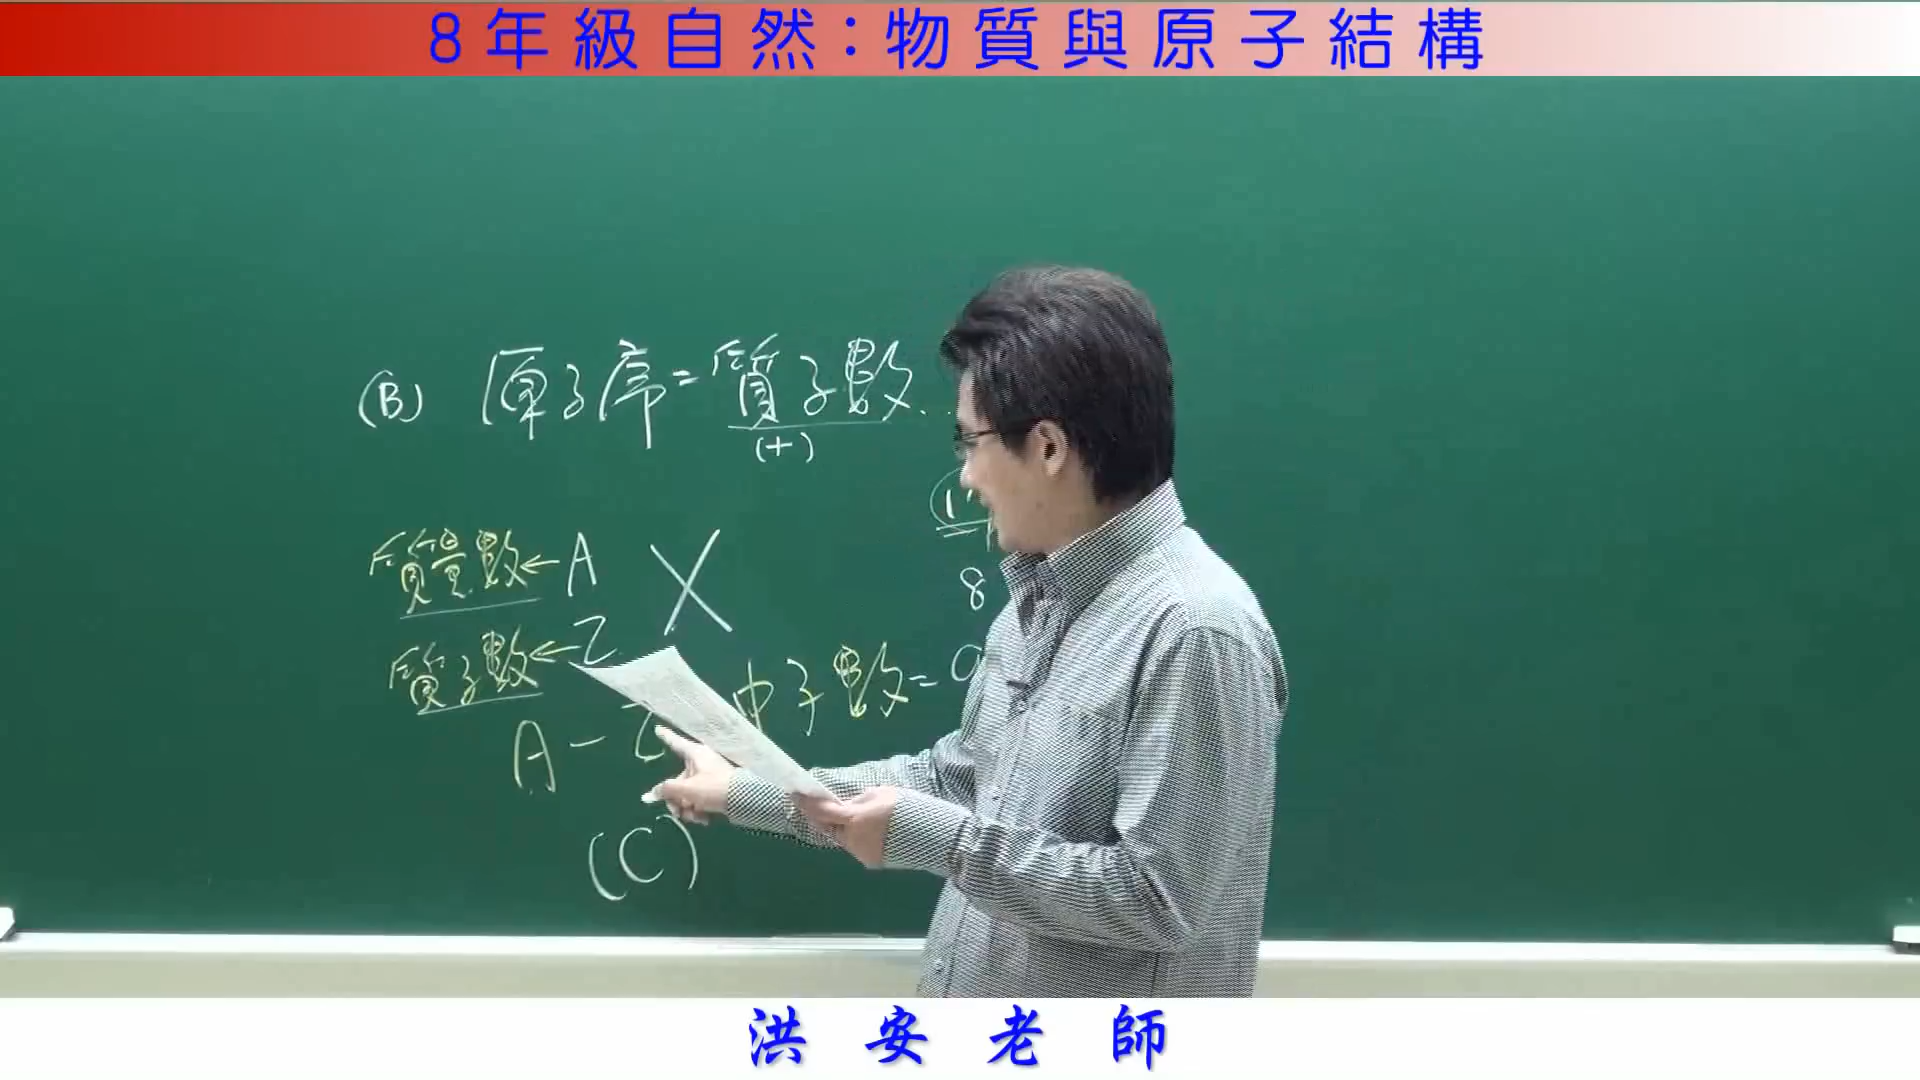 8年級自然:物質與原子結構
(B) 原子序=質子數...
(+)
質量數←A X
8
質子數←Z
中子數=
A-Z
(C)
洪安老師